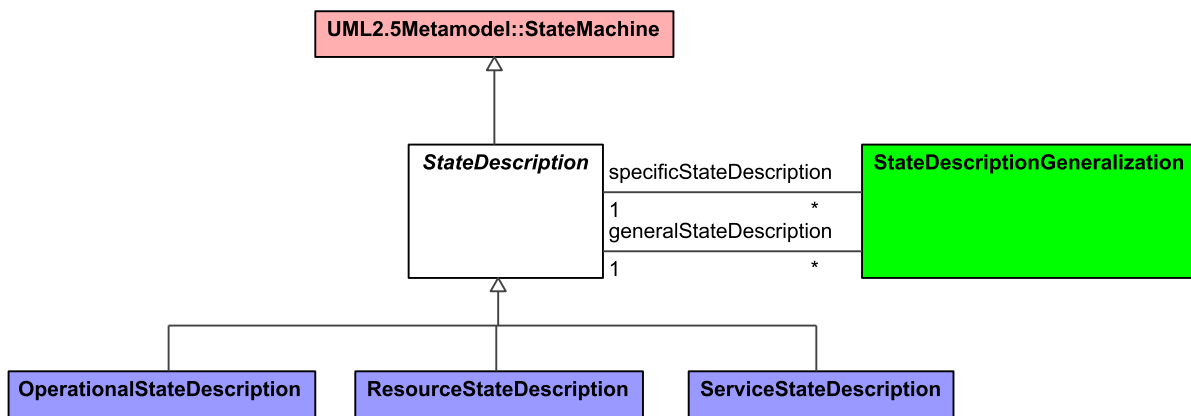 UML2.5Metamodel::StateMachine
StateDescription
specificStateDescription
StateDescriptionGeneralization
1 *
generalStateDescription
1 *
OperationalStateDescription
ResourceStateDescription
ServiceStateDescription